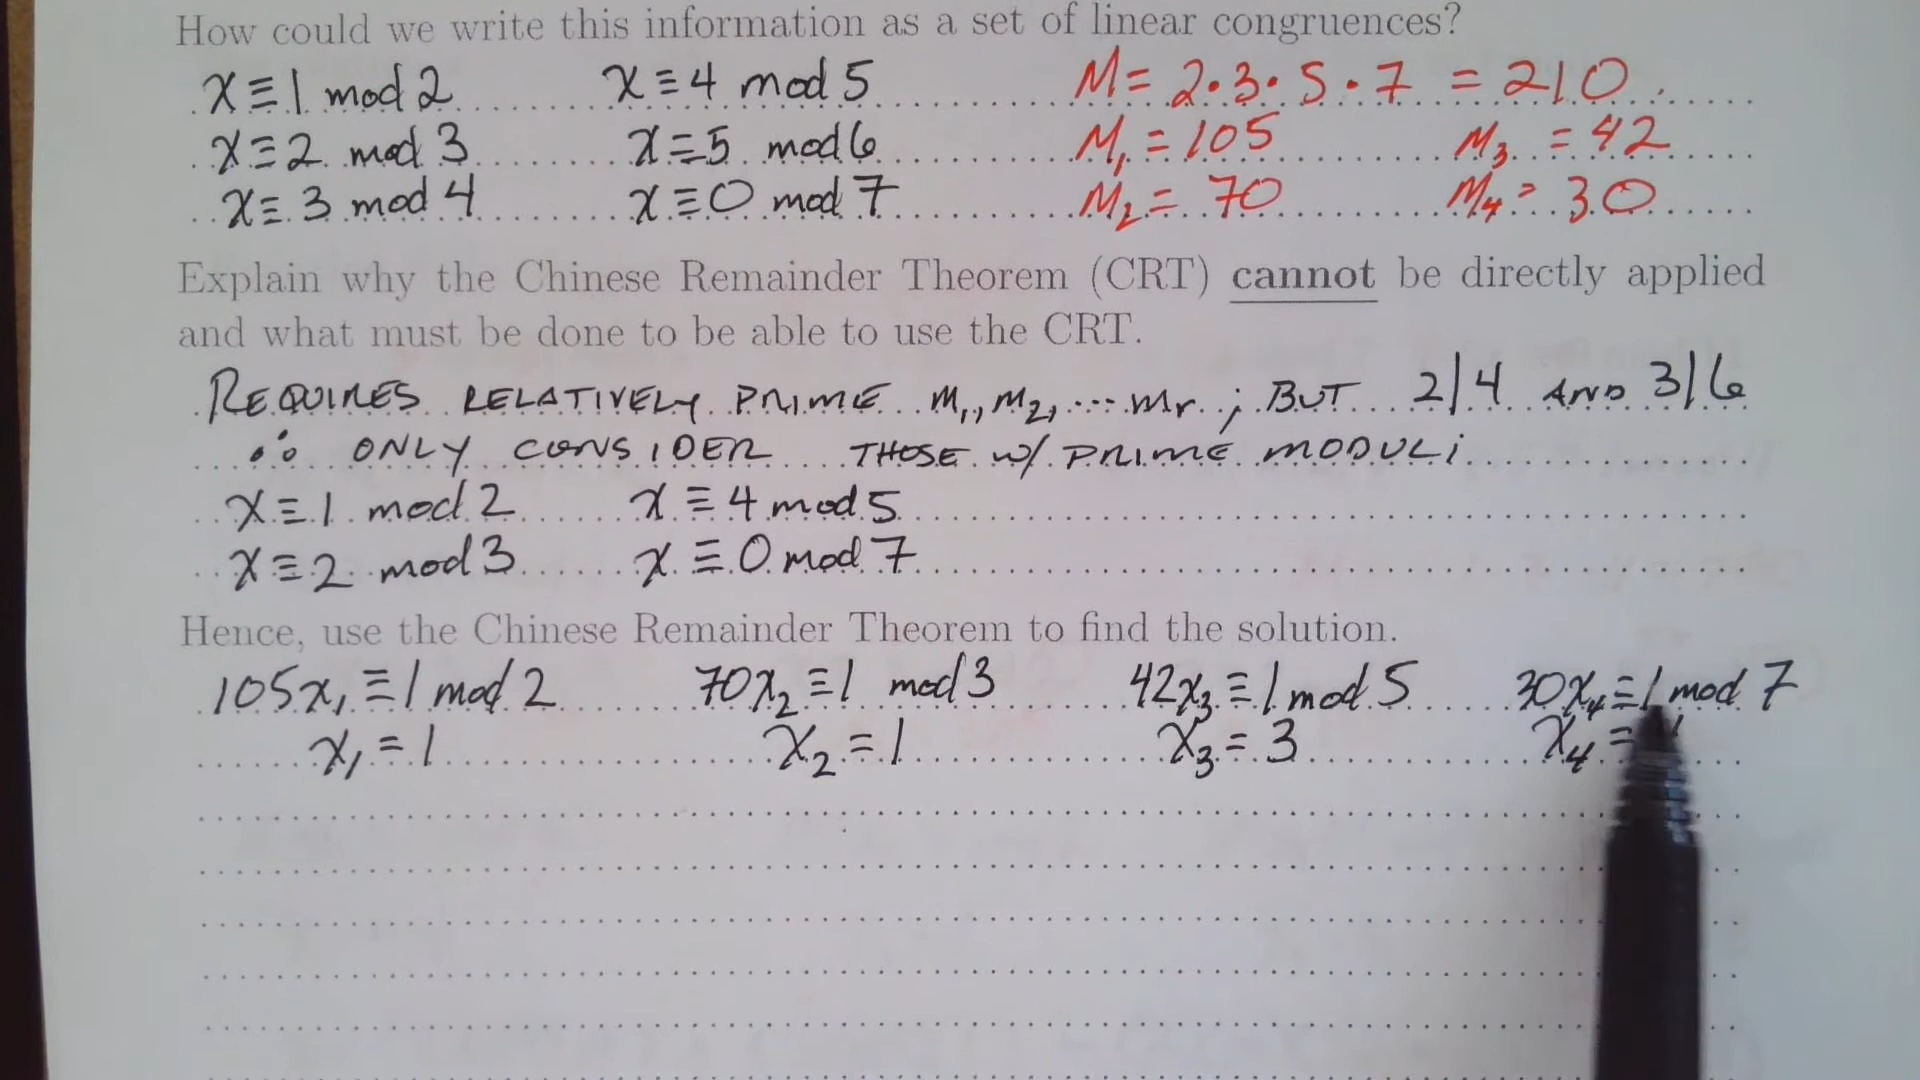 How could we write this information as a set of linear congruences?
x ≡ 1 mod 2 x ≡ 4 mod 5 M = 2·3·5·7 = 210
x ≡ 2 mod 3 x ≡ 5 mod 6 M₁ = 105 M₃ = 42
x ≡ 3 mod 4 x ≡ 0 mod 7 M₂ = 70 M₄ = 30
Explain why the Chinese Remainder Theorem (CRT) cannot be directly applied
and what must be done to be able to use the CRT.
REQUIRES RELATIVELY PRIME m₁, m₂, ... mr ; BUT 2|4 AND 3|6
∴ ONLY CONSIDER THOSE W/ PRIME MODULI
x ≡ 1 mod 2 x ≡ 4 mod 5
x ≡ 2 mod 3 x ≡ 0 mod 7
Hence, use the Chinese Remainder Theorem to find the solution.
105x₁ ≡ 1 mod 2 70x₂ ≡ 1 mod 3 42x₃ ≡ 1 mod 5 30x₄ ≡ 1 mod 7
x₁ = 1 x₂ = 1 x₃ = 3 x₄ =